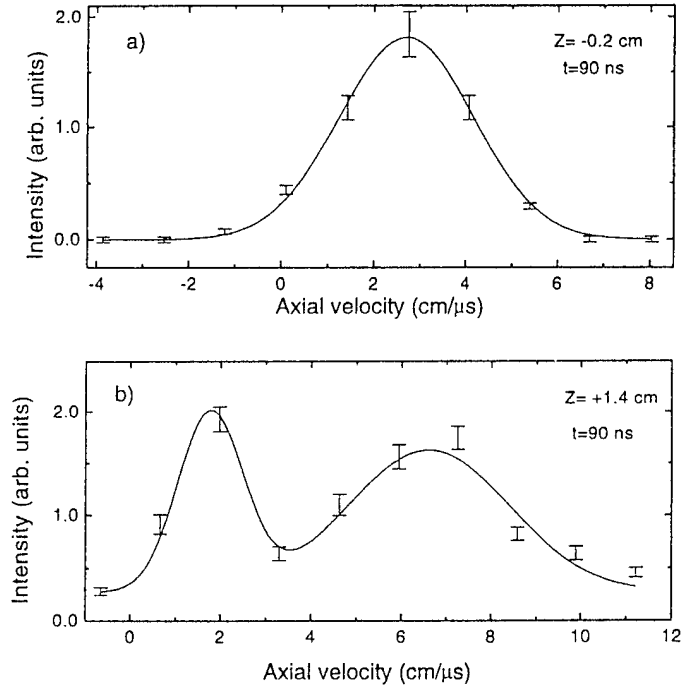 a)
Z= -0.2 cm
t=90 ns
2.0
1.0
0.0
Intensity (arb. units)
-4 -2 0 2 4 6 8
Axial velocity (cm/µs)
b)
Z= +1.4 cm
t=90 ns
2.0
1.0
0.0
Intensity (arb. units)
0 2 4 6 8 10 12
Axial velocity (cm/µs)